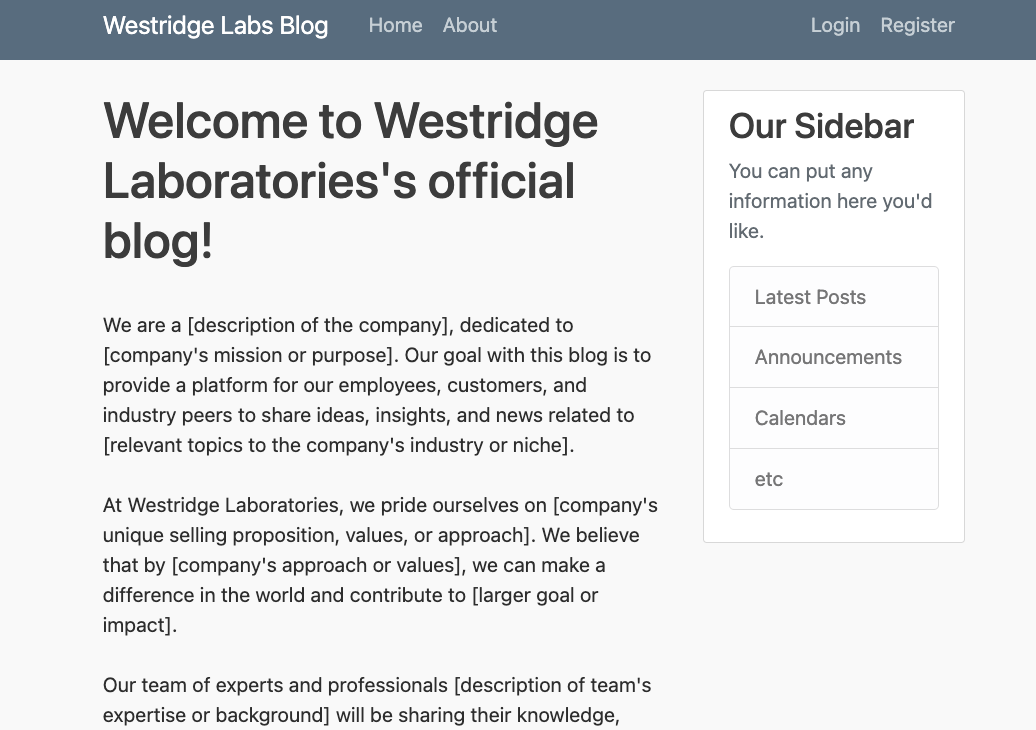 Westridge Labs Blog Home About Login Register
Welcome to Westridge
Laboratories's official
blog!
We are a [description of the company], dedicated to
[company's mission or purpose]. Our goal with this blog is to
provide a platform for our employees, customers, and
industry peers to share ideas, insights, and news related to
[relevant topics to the company's industry or niche].
At Westridge Laboratories, we pride ourselves on [company's
unique selling proposition, values, or approach]. We believe
that by [company's approach or values], we can make a
difference in the world and contribute to [larger goal or
impact].
Our team of experts and professionals [description of team's
expertise or background] will be sharing their knowledge,
Our Sidebar
You can put any
information here you'd
like.
Latest Posts
Announcements
Calendars
etc